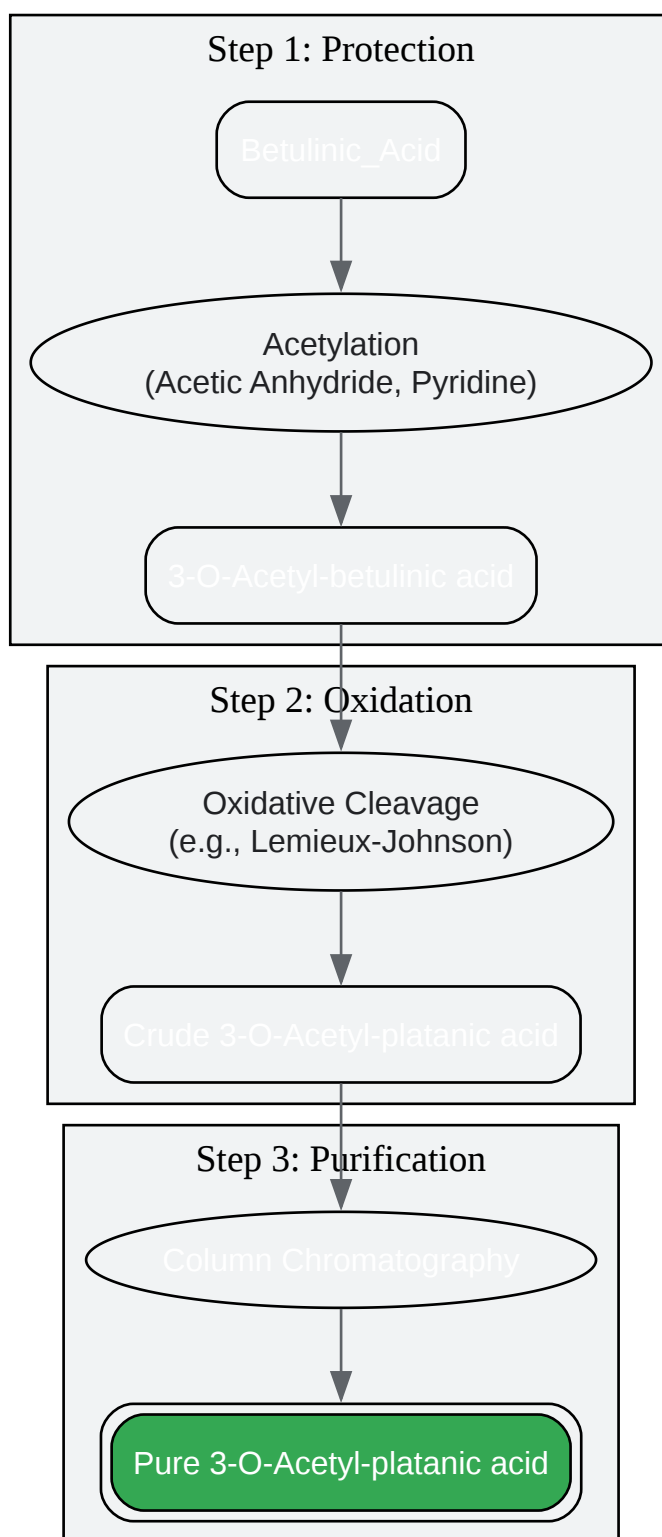 Step 1: Protection
Betulinic_Acid
Acetylation
(Acetic Anhydride, Pyridine)
3-O-Acetyl-betulinic acid
Step 2: Oxidation
Oxidative Cleavage
(e.g., Lemieux-Johnson)
Crude 3-O-Acetyl-platanic acid
Step 3: Purification
Column Chromatography
Pure 3-O-Acetyl-platanic acid